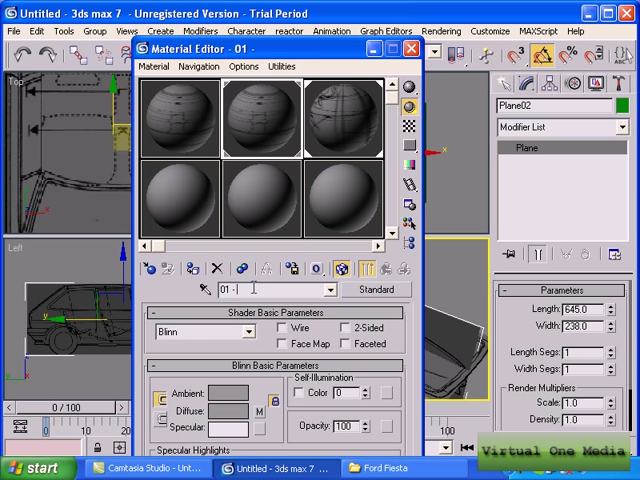 Untitled - 3ds max 7 - Unregistered Version - Trial Period
File Edit Tools Group Views Create Modifiers Character reactor Animation Graph Editors Rendering Customize MAXScript Help
Material Editor - 01 -
Material Navigation Options Utilities
Top
Plane02
Modifier List
Plane
x
z
x
Left
y
01 -
Standard
Shader Basic Parameters
Blinn
Wire
2-Sided
Face Map
Faceted
Blinn Basic Parameters
Ambient:
Diffuse:
M
Specular:
Self-Illumination
Color 0
Opacity: 100
Specular Highlights
Parameters
Length: 645.0
Width: 238.0
Length Segs: 1
Width Segs: 1
Render Multipliers
Scale: 1.0
Density: 1.0
0 / 100
0
100
Virtual One Media
start
Camtasia Studio - Unt...
Untitled - 3ds max 7 ...
Ford Fiesta